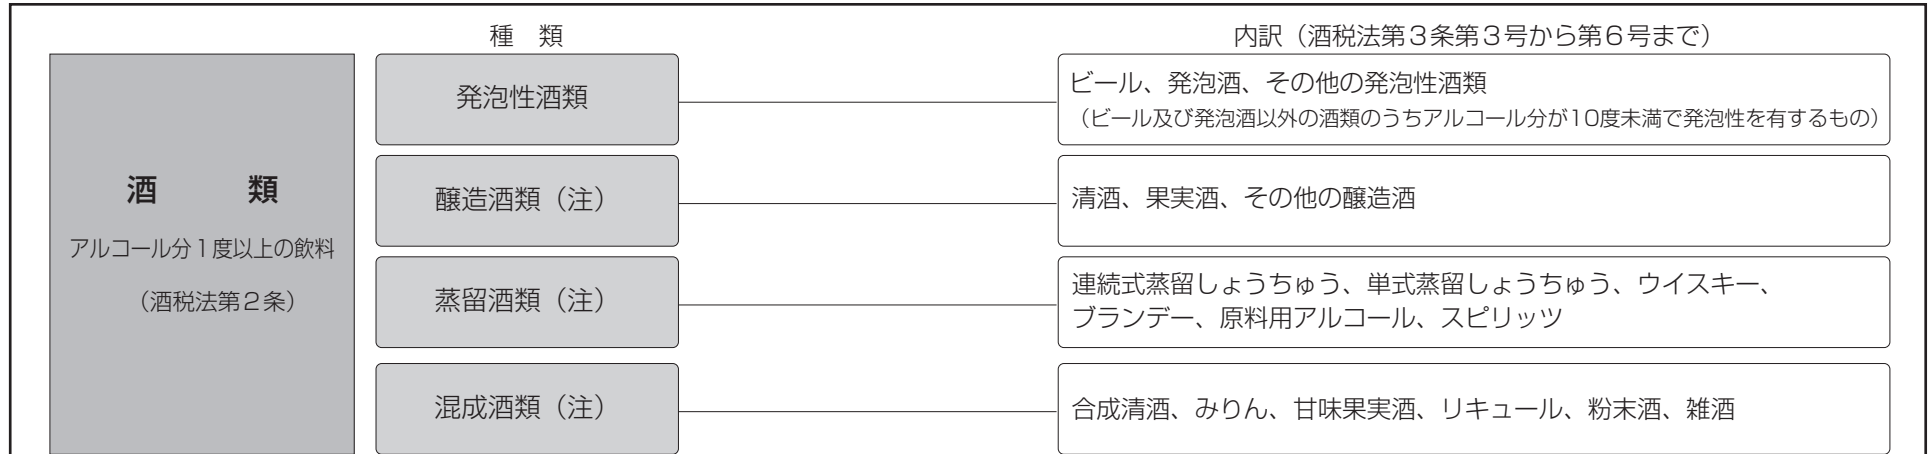 種　類
内訳（酒税法第３条第３号から第６号まで）
酒　　　類
アルコール分１度以上の飲料
（酒税法第２条）
発泡性酒類
ビール、発泡酒、その他の発泡性酒類
（ビール及び発泡酒以外の酒類のうちアルコール分が10度未満で発泡性を有するもの）
醸造酒類（注）
清酒、果実酒、その他の醸造酒
蒸留酒類（注）
連続式蒸留しょうちゅう、単式蒸留しょうちゅう、ウイスキー、
ブランデー、原料用アルコール、スピリッツ
混成酒類（注）
合成清酒、みりん、甘味果実酒、リキュール、粉末酒、雑酒